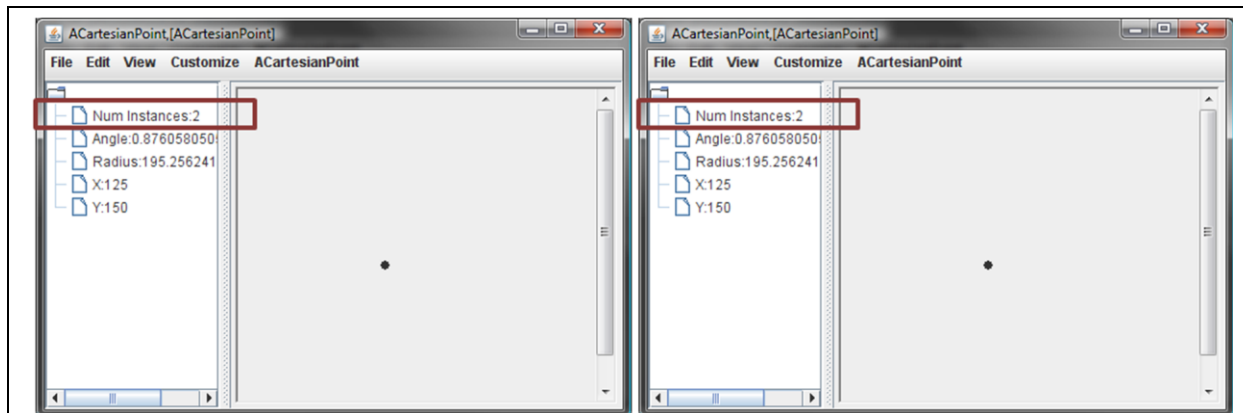 ACartesianPoint,[ACartesianPoint]
File Edit View Customize ACartesianPoint
Num Instances:2
Angle:0.876058050
Radius:195.256241
X:125
Y:150
ACartesianPoint,[ACartesianPoint]
File Edit View Customize ACartesianPoint
Num Instances:2
Angle:0.876058050
Radius:195.256241
X:125
Y:150